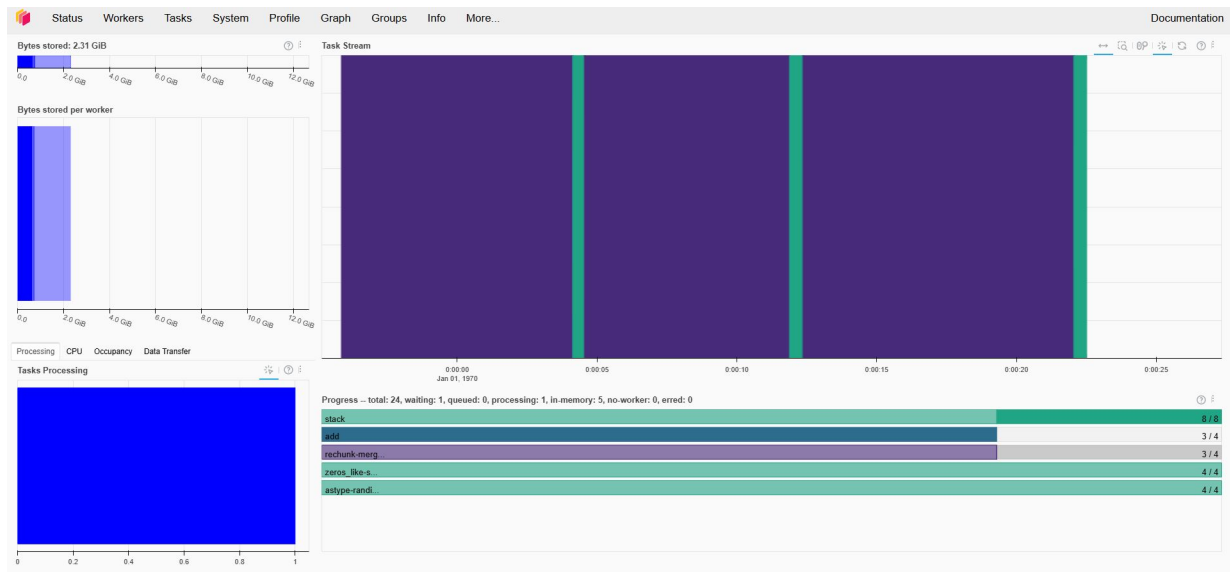 Status Workers Tasks System Profile Graph Groups Info More... Documentation
Bytes stored: 2.31 GiB
0.0 2.0 GiB 4.0 GiB 6.0 GiB 8.0 GiB 10.0 GiB 12.0 GiB
Bytes stored per worker
0.0 2.0 GiB 4.0 GiB 6.0 GiB 8.0 GiB 10.0 GiB 12.0 GiB
Processing CPU Occupancy Data Transfer
Tasks Processing
0 0.2 0.4 0.6 0.8 1
Task Stream
0:00:00 0:00:05 0:00:10 0:00:15 0:00:20 0:00:25
Jan 01, 1970
Progress -- total: 24, waiting: 1, queued: 0, processing: 1, in-memory: 5, no-worker: 0, erred: 0
stack 8 / 8
add 3 / 4
rechunk-merg... 3 / 4
zeros_like-s... 4 / 4
astype-randi... 4 / 4